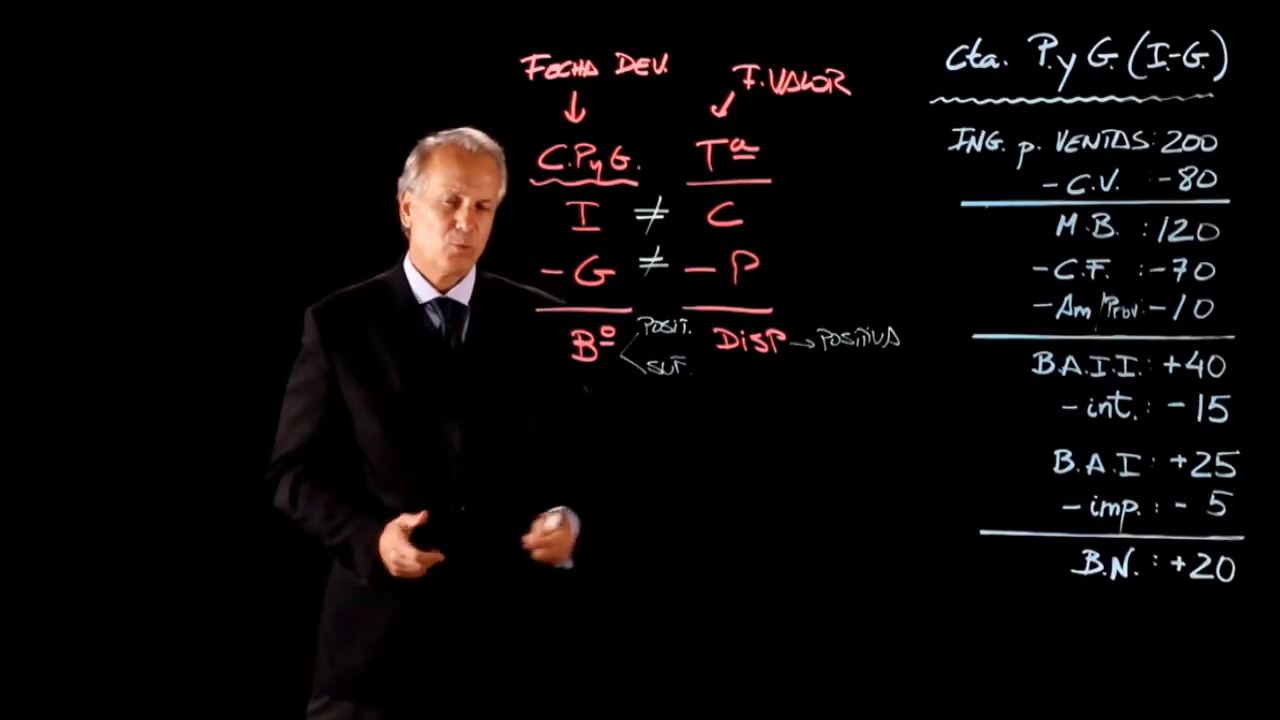 FECHA DEV.
F. VALOR
C.PyG. Tª
I ≠ C
- G ≠ - P
Bº POSIT. SUF. DISP → POSITIVA
Cta. P. y G. (I-G.)
ING. p. VENTAS: 200
- C.V. : -80
M.B. : 120
- C.F. : -70
- Am/Prov: -10
B.A.I.I. : +40
- int. : -15
B.A.I : +25
- imp. : - 5
B.N. : +20